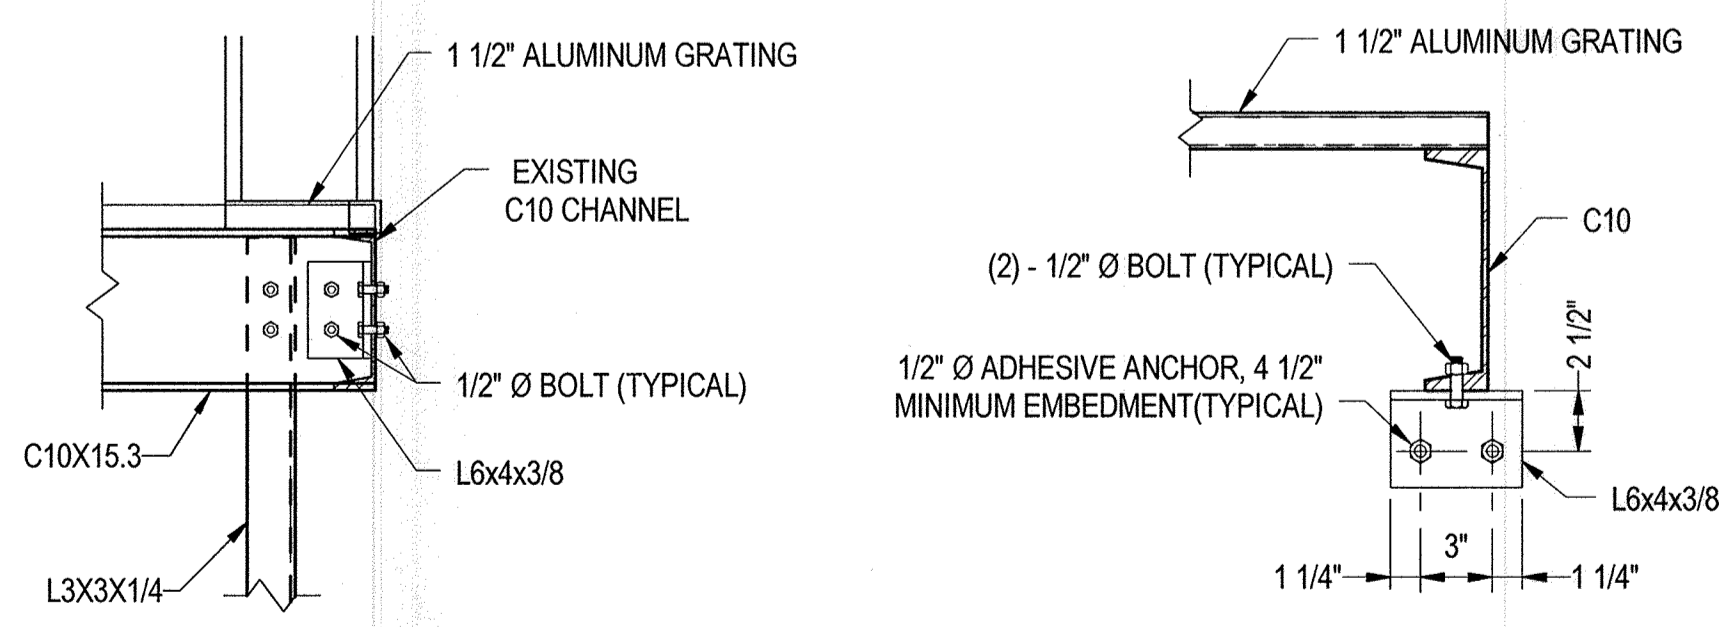 1 1/2" ALUMINUM GRATING
EXISTING
C10 CHANNEL
1/2" Ø BOLT (TYPICAL)
C10X15.3
L6x4x3/8
L3X3X1/4
1 1/2" ALUMINUM GRATING
C10
(2) - 1/2" Ø BOLT (TYPICAL)
2 1/2"
1/2" Ø ADHESIVE ANCHOR, 4 1/2"
MINIMUM EMBEDMENT(TYPICAL)
L6x4x3/8
3"
1 1/4"
1 1/4"